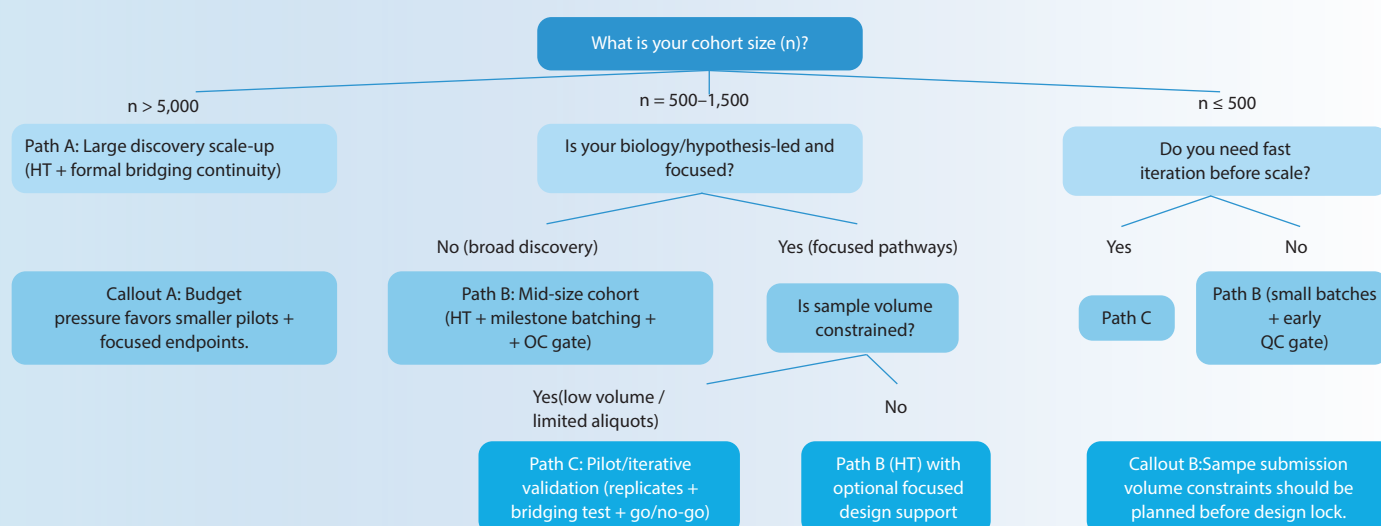 What is your cohort size (n)?
n > 5,000
n = 500–1,500
n ≤ 500
Path A: Large discovery scale-up
(HT + formal bridging continuity)
Is your biology/hypothesis-led and
focused?
Do you need fast
iteration before scale?
No (broad discovery)
Yes (focused pathways)
Yes
No
Callout A: Budget
pressure favors smaller pilots +
focused endpoints.
Path B: Mid-size cohort
(HT + milestone batching +
+ OC gate)
Is sample volume
constrained?
Path C
Path B (small batches
+ early
QC gate)
Yes(low volume /
limited aliquots)
No
Path C: Pilot/iterative
validation (replicates +
bridging test + go/no-go)
Path B (HT) with
optional focused
design support
Callout B:Sampe submission
volume constraints should be
planned before design lock.